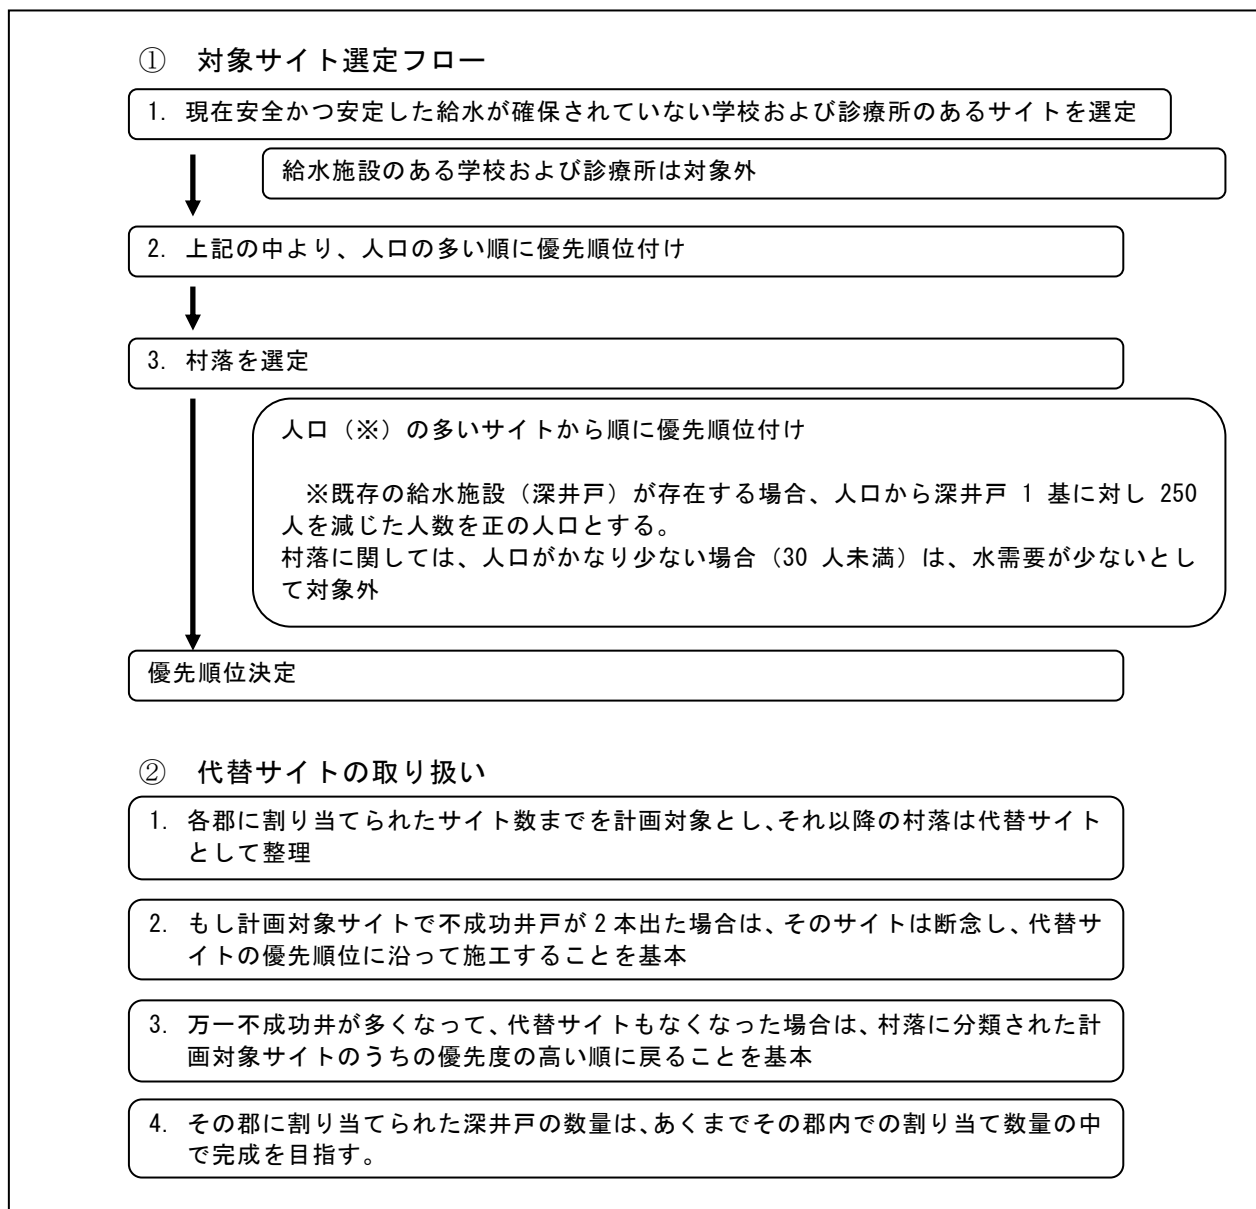 ① 対象サイト選定フロー
1. 現在安全かつ安定した給水が確保されていない学校および診療所のあるサイトを選定
給水施設のある学校および診療所は対象外
2. 上記の中より、人口の多い順に優先順位付け
3. 村落を選定
人口（※）の多いサイトから順に優先順位付け
※既存の給水施設（深井戸）が存在する場合、人口から深井戸 1 基に対し 250
人を減じた人数を正の人口とする。
村落に関しては、人口がかなり少ない場合（30 人未満）は、水需要が少ないとし
て対象外
優先順位決定
② 代替サイトの取り扱い
1. 各郡に割り当てられたサイト数までを計画対象とし、それ以降の村落は代替サイト
として整理
2. もし計画対象サイトで不成功井戸が 2 本出た場合は、そのサイトは断念し、代替サ
イトの優先順位に沿って施工することを基本
3. 万一不成功井が多くなって、代替サイトもなくなった場合は、村落に分類された計
画対象サイトのうちの優先度の高い順に戻ることを基本
4. その郡に割り当てられた深井戸の数量は、あくまでその郡内での割り当て数量の中
で完成を目指す。